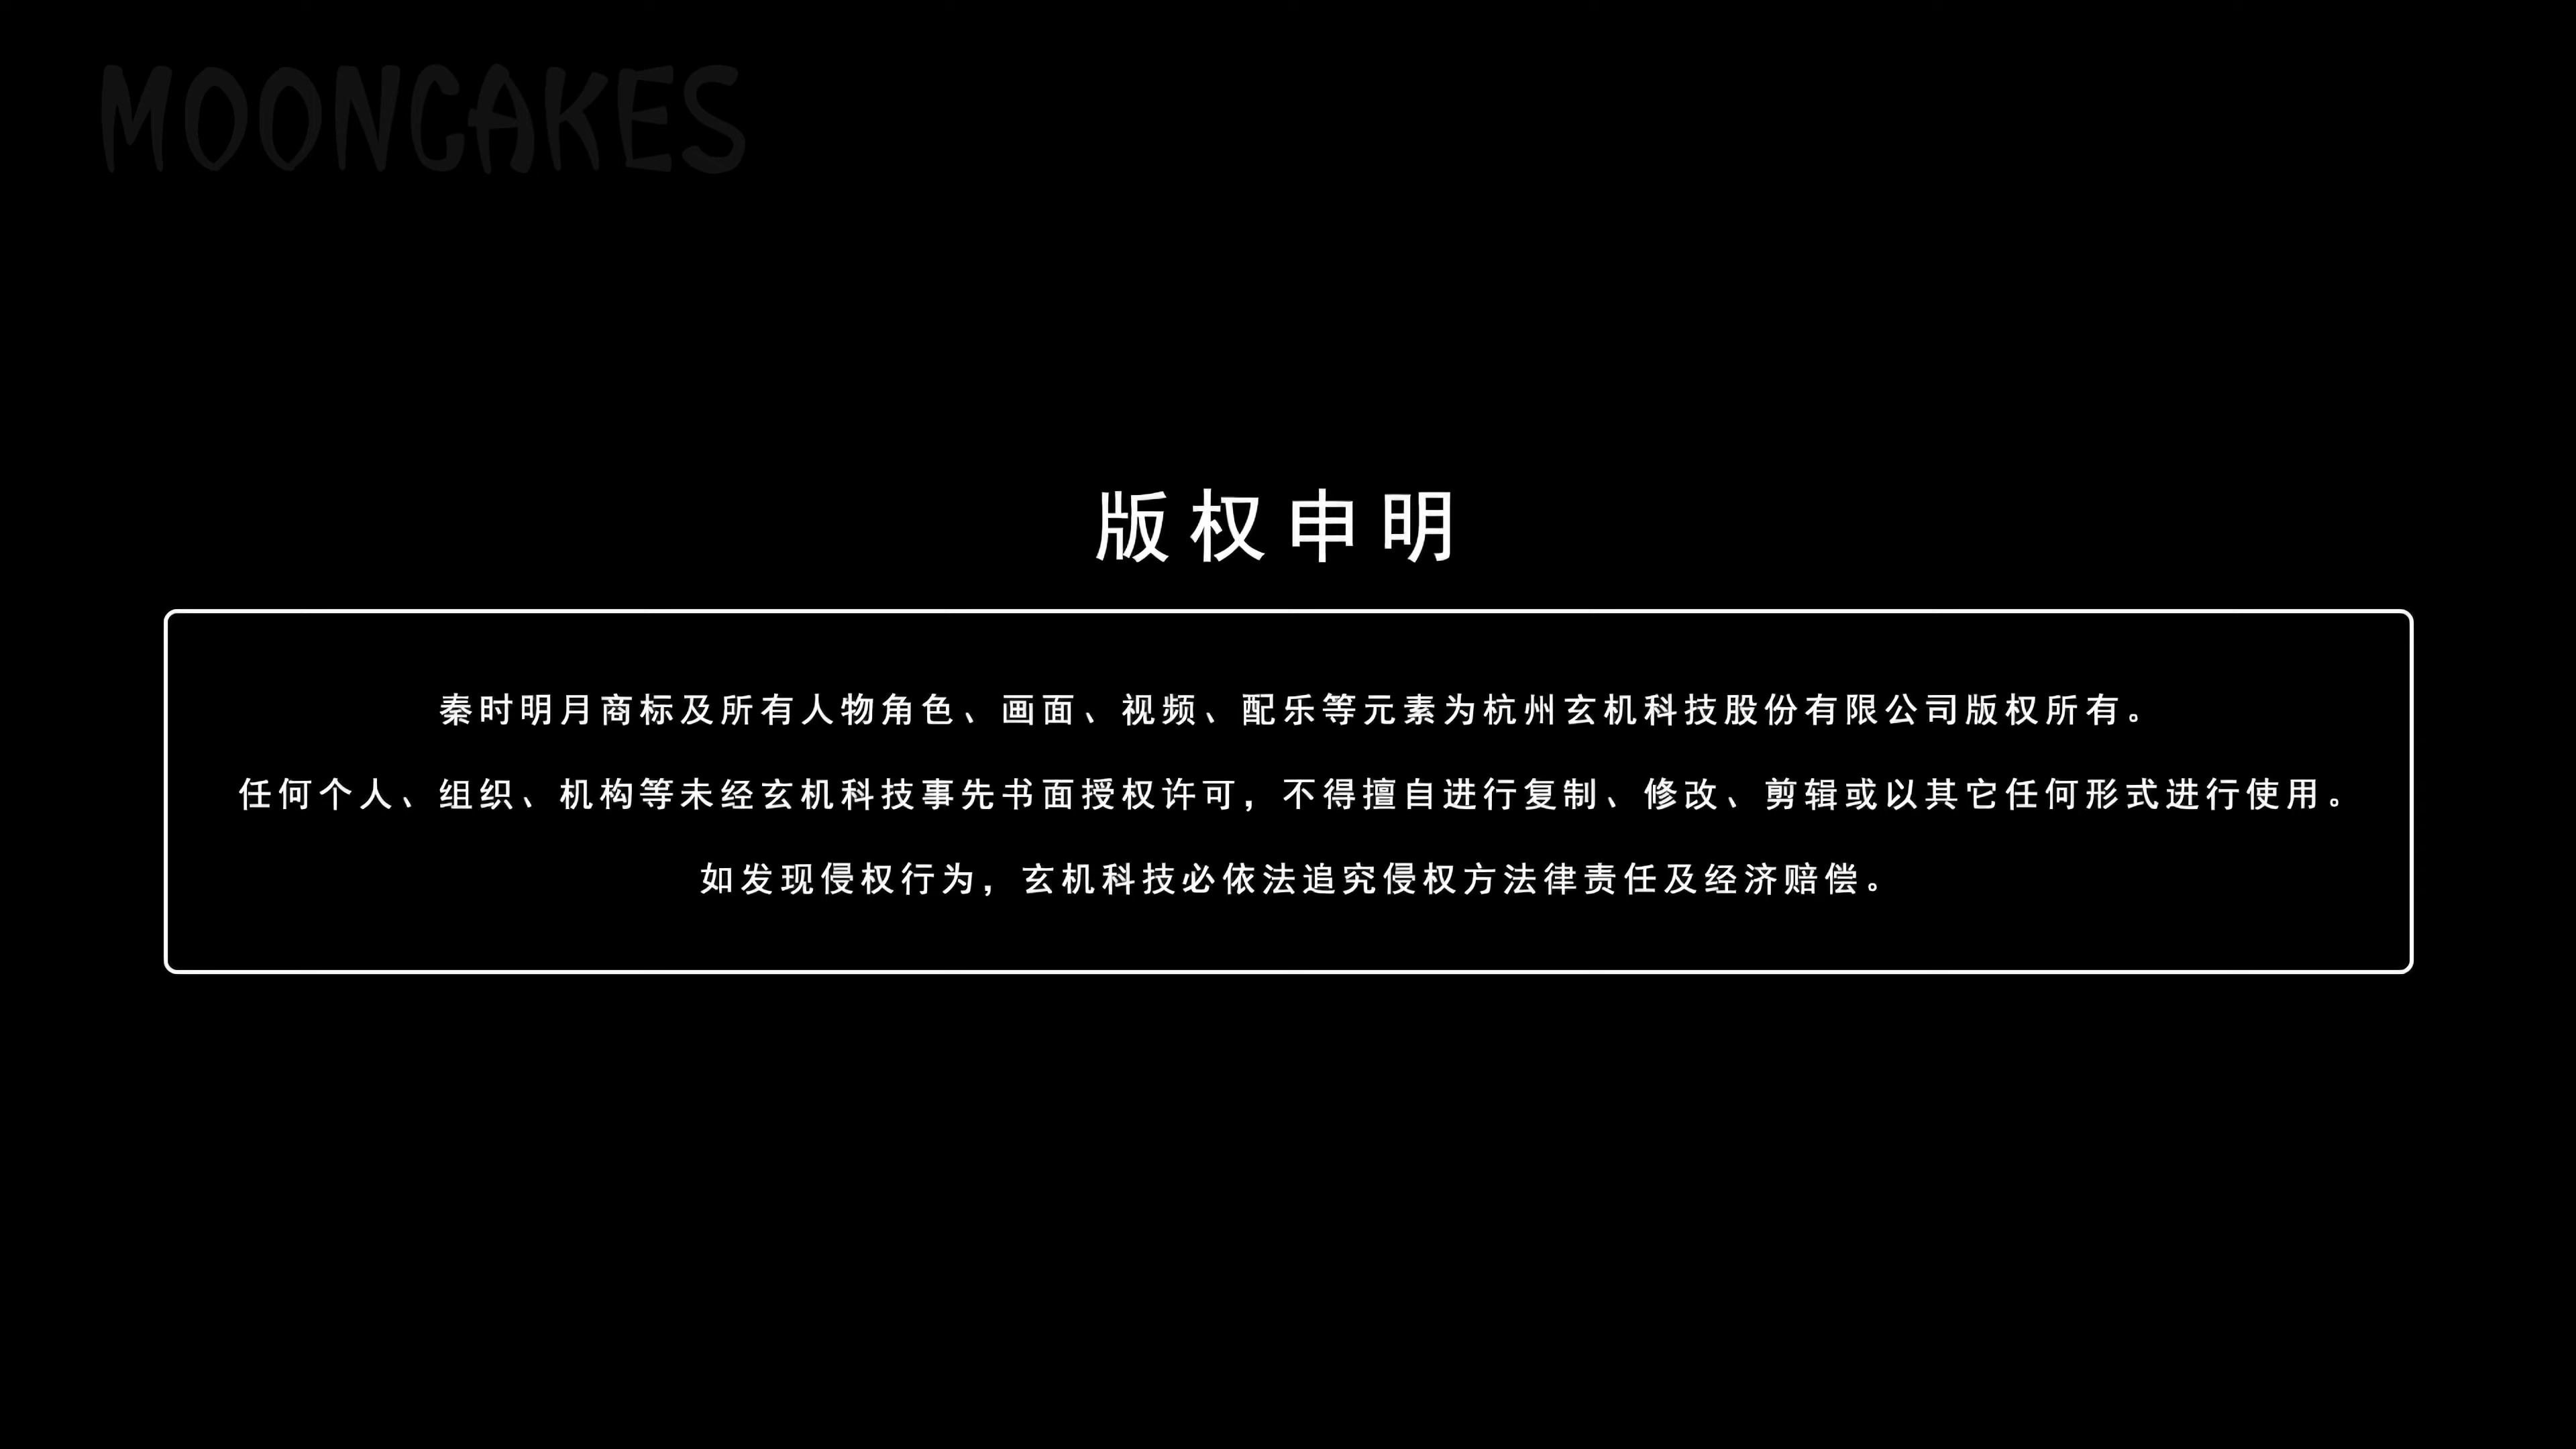 MOONCAKES
版权申明
秦时明月商标及所有人物角色、画面、视频、配乐等元素为杭州玄机科技股份有限公司版权所有。
任何个人、组织、机构等未经玄机科技事先书面授权许可，不得擅自进行复制、修改、剪辑或以其它任何形式进行使用。
如发现侵权行为，玄机科技必依法追究侵权方法律责任及经济赔偿。